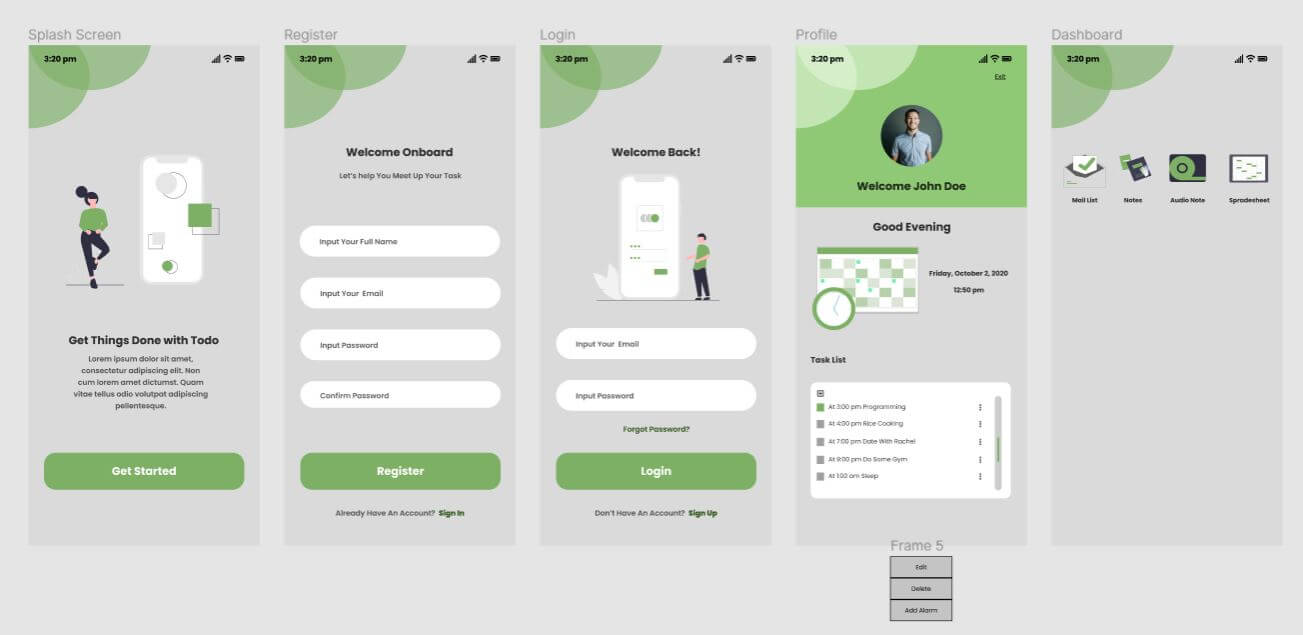 Splash Screen
3:20 pm
Get Things Done with Todo
Lorem ipsum dolor sit amet,
consectetur adipiscing elit. Non
cum lorem amet dictumst. Quam
vitae tellus odio volutpat adipiscing
pellentesque.
Get Started
Register
3:20 pm
Welcome Onboard
Let's help You Meet Up Your Task
Input Your Full Name
Input Your Email
Input Password
Confirm Password
Register
Already Have An Account? Sign In
Login
3:20 pm
Welcome Back!
Input Your Email
Input Password
Forgot Password?
Login
Don't Have An Account? Sign Up
Profile
3:20 pm
Exit
Welcome John Doe
Good Evening
Friday, October 2, 2020
12:50 pm
Task List
At 3:00 pm Programming
At 4:00 pm Rice Cooking
At 7:00 pm Date With Rachel
At 9:00 pm Do Some Gym
At 1:00 am Sleep
Frame 5
Edit
Delete
Add Alarm
Dashboard
3:20 pm
Mail List
Notes
Audio Note
Spradesheet